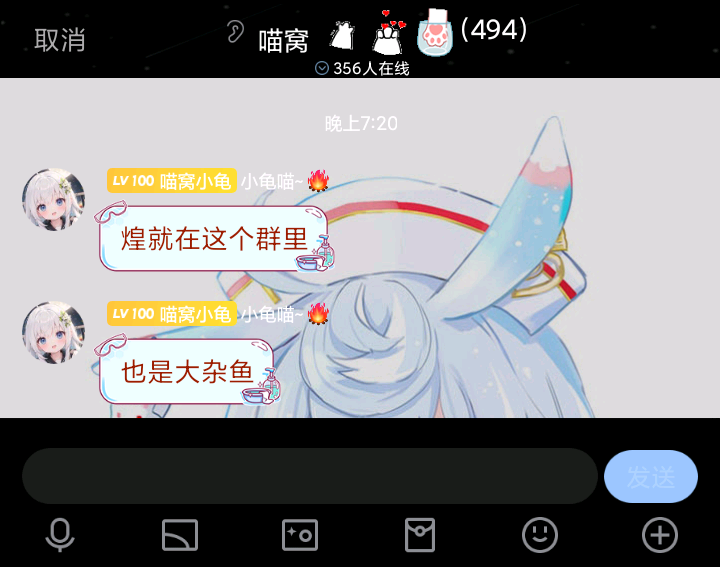 取消
喵窝
(494)
356人在线
晚上7:20
LV 100 喵窝小龟 小龟喵~
煌就在这个群里
LV 100 喵窝小龟 小龟喵~
也是大杂鱼
发送